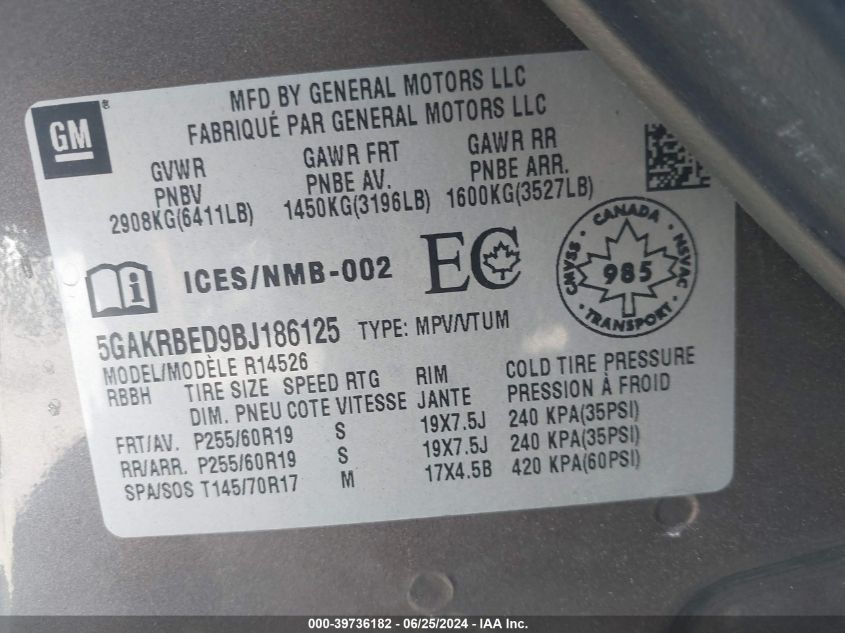 GM ®
MFD BY GENERAL MOTORS LLC
FABRIQUÉ PAR GENERAL MOTORS LLC
GVWR GAWR FRT GAWR RR
PNBV PNBE AV. PNBE ARR.
2908KG(6411LB) 1450KG(3196LB) 1600KG(3527LB)
i ICES/NMB-002 EC
CANADA
CMVSS 985 NSVAC
TRANSPORT
5GAKRBED9BJ186125 TYPE: MPV/VTUM
MODEL/MODÈLE R14526
RBBH TIRE SIZE SPEED RTG RIM COLD TIRE PRESSURE
DIM. PNEU COTE VITESSE JANTE PRESSION À FROID
FRT/AV. P255/60R19 S 19X7.5J 240 KPA(35PSI)
RR/ARR. P255/60R19 S 19X7.5J 240 KPA(35PSI)
SPA/SOS T145/70R17 M 17X4.5B 420 KPA(60PSI)
000-39736182 - 06/25/2024 - IAA Inc.